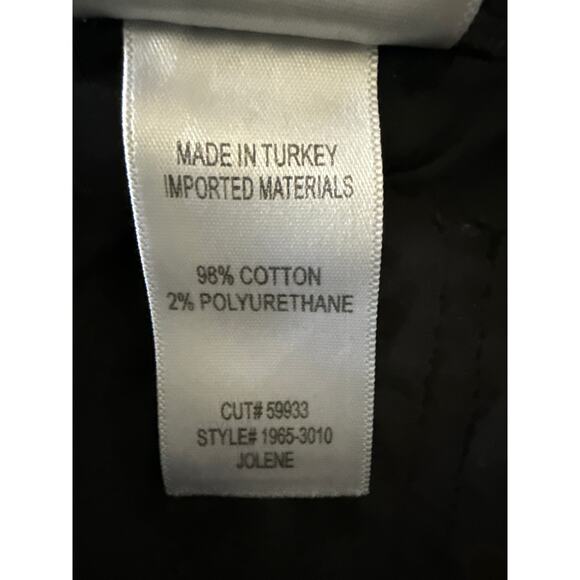 MADE IN TURKEY
IMPORTED MATERIALS
98% COTTON
2% POLYURETHANE
CUT# 59933
STYLE# 1965-3010
JOLENE